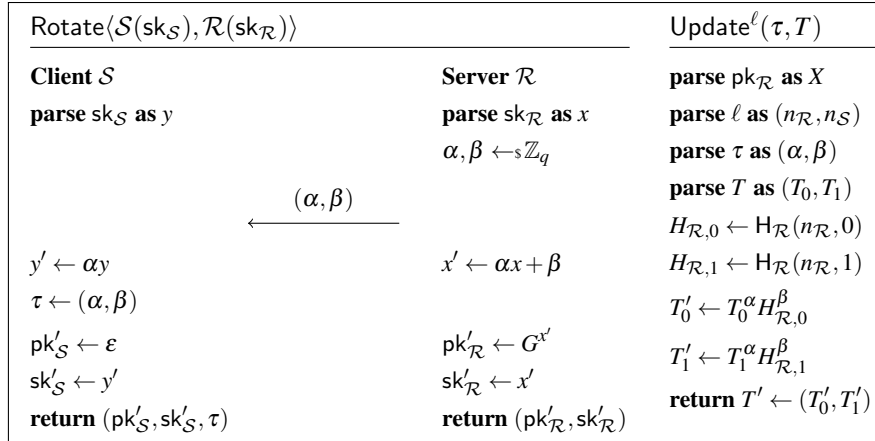 Rotate⟨𝒮(sk_𝒮), ℛ(sk_ℛ)⟩
Client 𝒮 Server ℛ
parse sk_𝒮 as y parse sk_ℛ as x
α, β ←$ ℤ_q
(α, β)
y′ ← αy x′ ← αx + β
τ ← (α, β)
pk′_𝒮 ← ε pk′_ℛ ← G^{x′}
sk′_𝒮 ← y′ sk′_ℛ ← x′
return (pk′_𝒮, sk′_𝒮, τ) return (pk′_ℛ, sk′_ℛ)
Update^ℓ(τ, T)
parse pk_ℛ as X
parse ℓ as (n_ℛ, n_𝒮)
parse τ as (α, β)
parse T as (T_0, T_1)
H_{ℛ,0} ← H_ℛ(n_ℛ, 0)
H_{ℛ,1} ← H_ℛ(n_ℛ, 1)
T′_0 ← T_0^α H_{ℛ,0}^β
T′_1 ← T_1^α H_{ℛ,1}^β
return T′ ← (T′_0, T′_1)